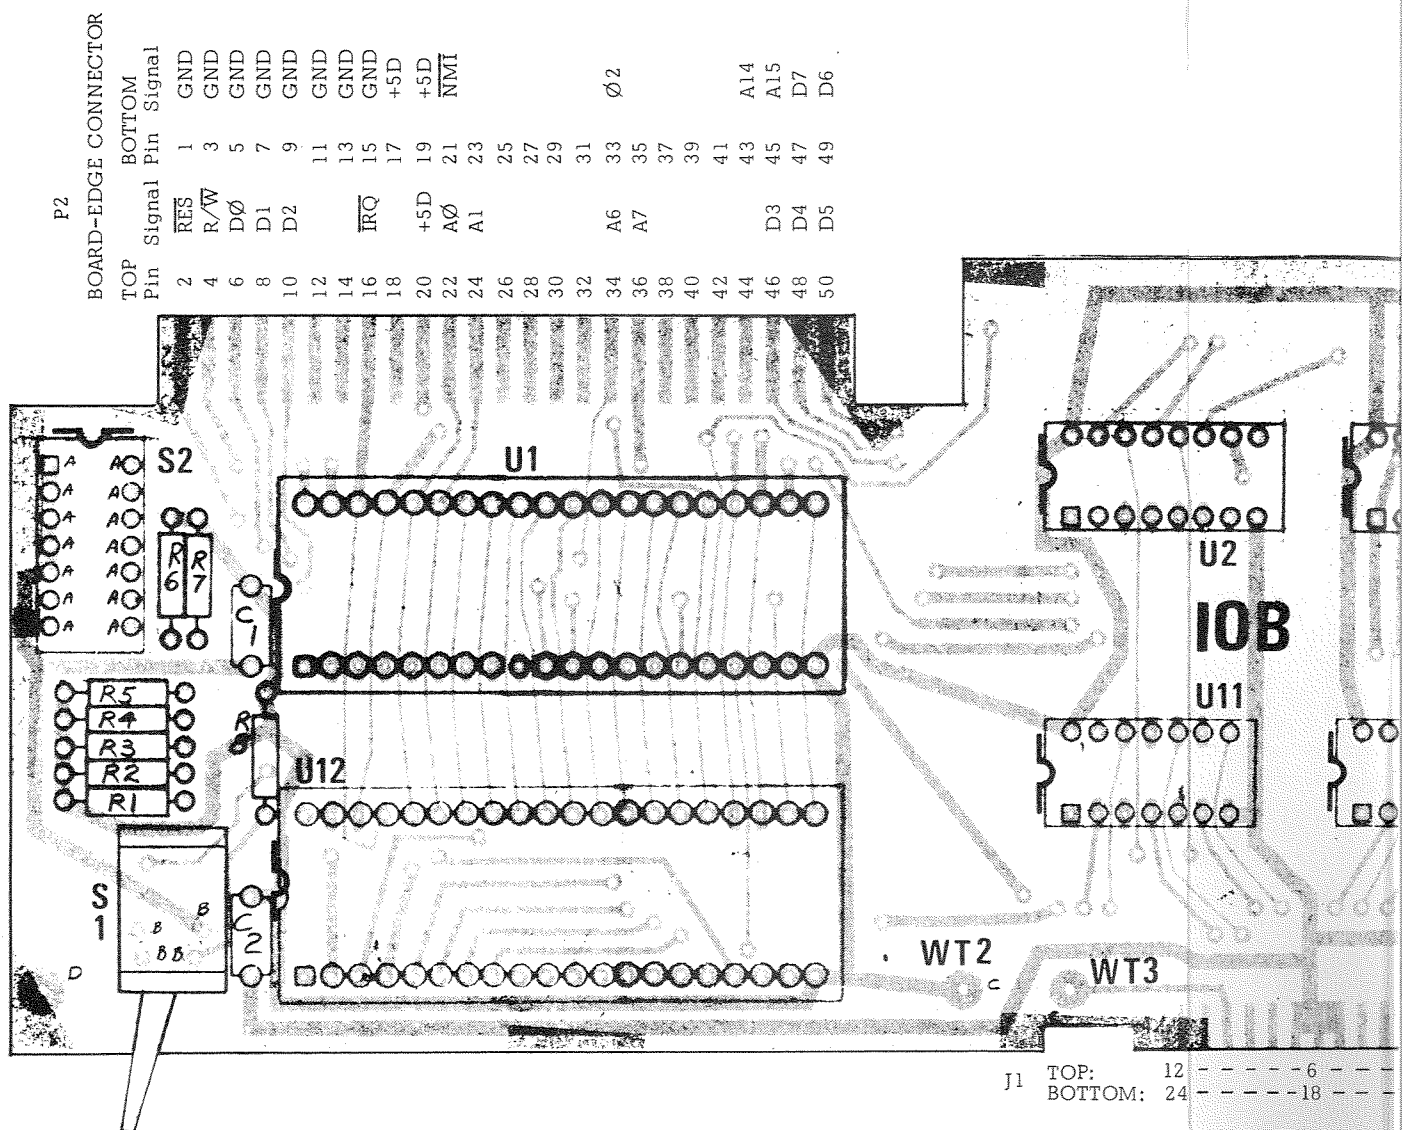 P2
BOARD-EDGE CONNECTOR
TOP BOTTOM
Pin Signal Pin Signal
2 R̅E̅S̅ 1 GND
4 R/W̅ 3 GND
6 DØ 5 GND
8 D1 7 GND
10 D2 9 GND
12 11 GND
14 13 GND
16 I̅R̅Q̅ 15 GND
18 17 +5D
20 +5D 19 +5D
22 AØ 21 N̅M̅I̅
24 A1 23
26 25
28 27
30 29
32 31
34 A6 33 Ø2
36 A7 35
38 37
40 39
42 41
44 43 A14
46 D3 45 A15
48 D4 47 D7
50 D5 49 D6
S2
A A
A A
A A
A A
A A
A A
A A
R6
R7
C1
U1
U2
IOB
U11
R5
R4
R3
R2
R1
R8
U12
S1
B
B
B B
C2
D
WT2
C
WT3
J1 TOP: 12 - - - - - - 6 - - -
BOTTOM: 24 - - - - - - 18 - - -